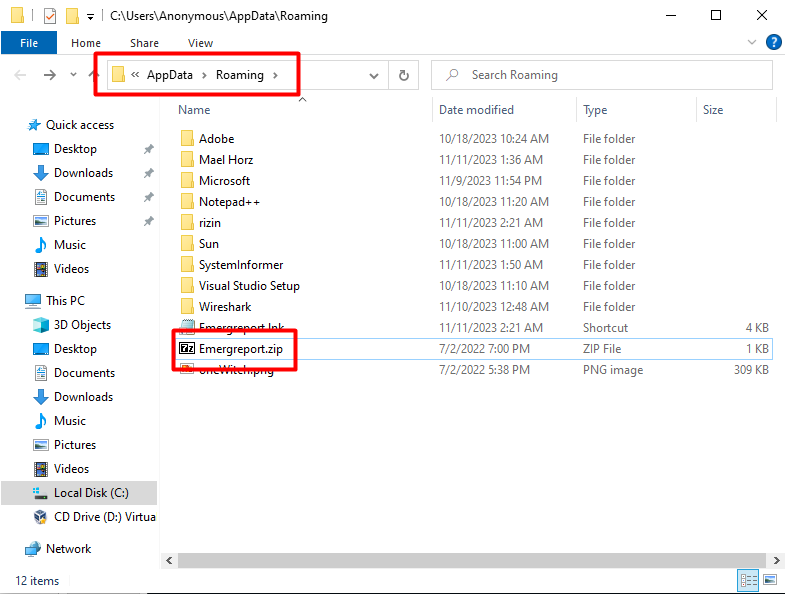 C:\Users\Anonymous\AppData\Roaming
File Home Share View
« AppData > Roaming > Search Roaming
Name Date modified Type Size
Quick access
Desktop
Downloads
Documents
Pictures
Music
Videos
This PC
3D Objects
Desktop
Documents
Downloads
Music
Pictures
Videos
Local Disk (C:)
CD Drive (D:) Virtua
Network
Adobe 10/18/2023 10:24 AM File folder
Mael Horz 11/11/2023 1:36 AM File folder
Microsoft 11/9/2023 11:54 PM File folder
Notepad++ 10/18/2023 11:20 AM File folder
rizin 11/11/2023 2:21 AM File folder
Sun 10/18/2023 11:00 AM File folder
SystemInformer 11/11/2023 1:50 AM File folder
Visual Studio Setup 10/18/2023 11:10 AM File folder
Wireshark 11/10/2023 12:48 AM File folder
Emergreport.lnk 11/11/2023 2:21 AM Shortcut 4 KB
Emergreport.zip 7/2/2022 7:00 PM ZIP File 1 KB
oneWitch.png 7/2/2022 5:38 PM PNG image 309 KB
12 items